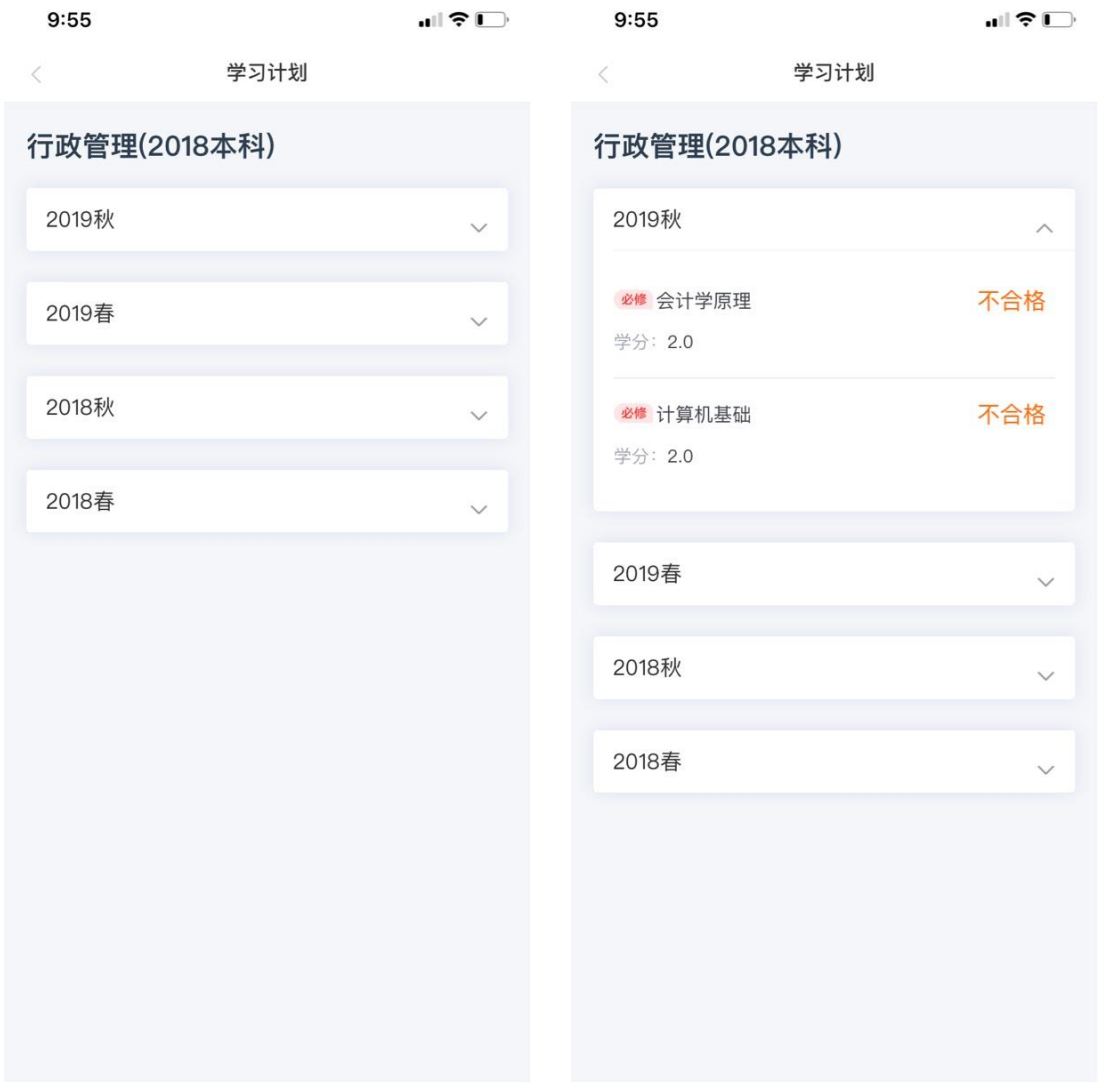 9:55
学习计划
行政管理(2018本科)
2019秋
2019春
2018秋
2018春
9:55
学习计划
行政管理(2018本科)
2019秋
必修 会计学原理 不合格
学分：2.0
必修 计算机基础 不合格
学分：2.0
2019春
2018秋
2018春